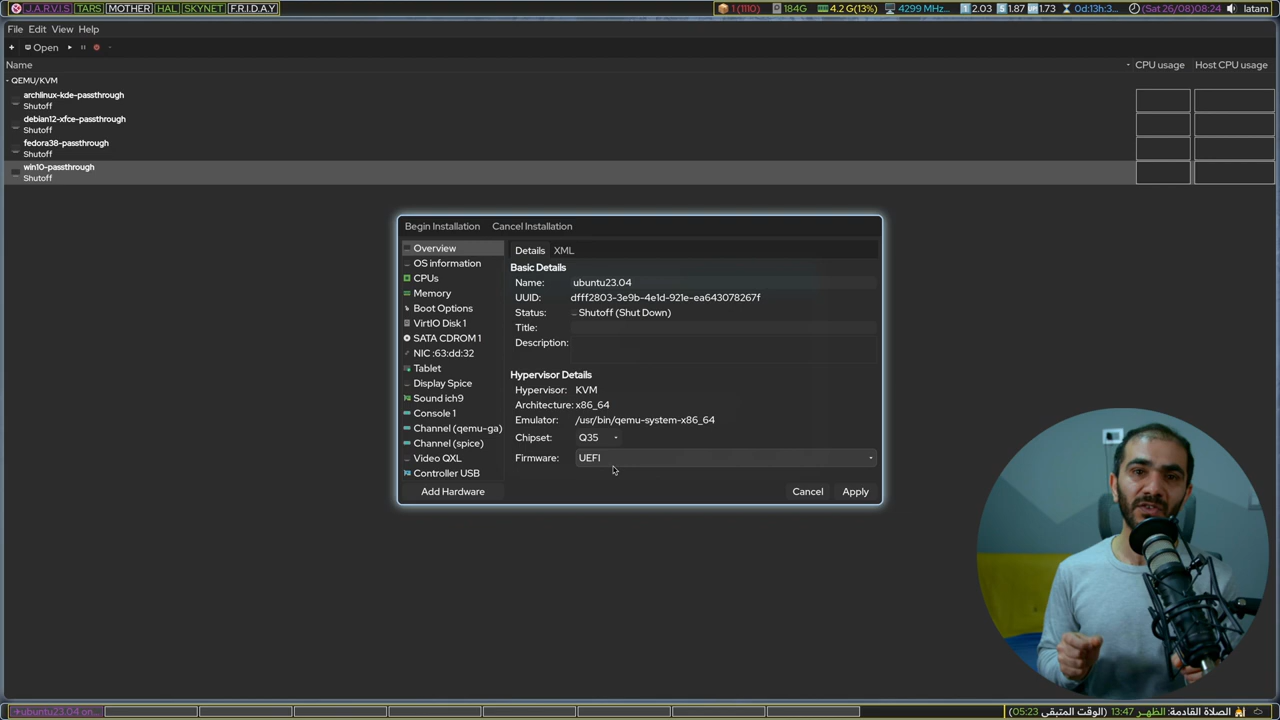 J.A.R.V.I.S TARS MOTHER HAL SKYNET F.R.I.D.A.Y
1 (1110) 184G 4.2 G(13%) 4299 MHz... 1 2.03 5 1.87 15 1.73 0d:13h:3... (Sat 26/08)08:24 latam
File Edit View Help
Open
Name CPU usage Host CPU usage
QEMU/KVM
archlinux-kde-passthrough
Shutoff
debian12-xfce-passthrough
Shutoff
fedora38-passthrough
Shutoff
win10-passthrough
Shutoff
Begin Installation Cancel Installation
Overview
OS information
CPUs
Memory
Boot Options
VirtIO Disk 1
SATA CDROM 1
NIC :63:dd:32
Tablet
Display Spice
Sound ich9
Console 1
Channel (qemu-ga)
Channel (spice)
Video QXL
Controller USB
Add Hardware
Details XML
Basic Details
Name: ubuntu23.04
UUID: dfff2803-3e9b-4e1d-921e-ea643078267f
Status: Shutoff (Shut Down)
Title:
Description:
Hypervisor Details
Hypervisor: KVM
Architecture: x86_64
Emulator: /usr/bin/qemu-system-x86_64
Chipset: Q35
Firmware: UEFI
Cancel Apply
ubuntu23.04 on...
الصلاة القادمة: الظهر 13:47 (الوقت المتبقى 05:23)